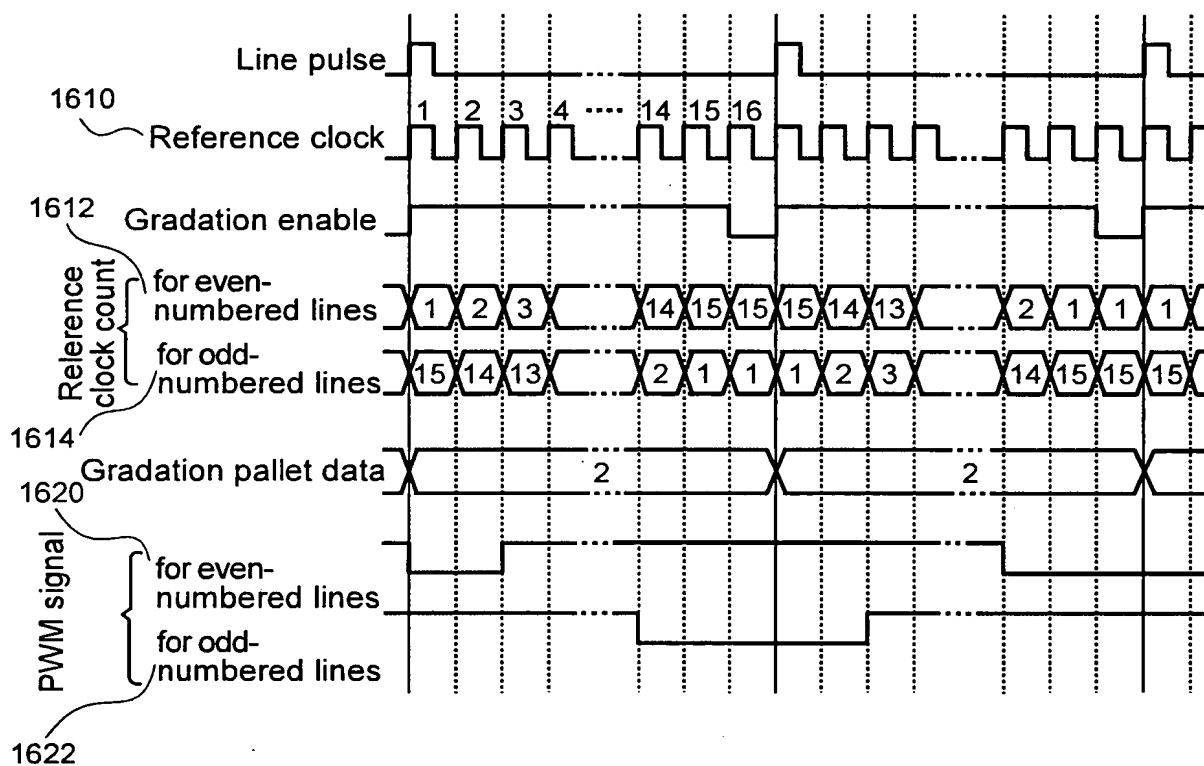 Line pulse
1610
1 2 3 4 14 15 16
Reference clock
Gradation enable
1612
Relerence
clock count
for even-
numbered lines
1 2 3 14 15 15 15 14 13 2 1 1 1
for odd-
numbered lines
15 14 13 2 1 1 1 2 3 14 15 15 15
1614
Gradation pallet data
2 2
1620
PWM signal
for even-
numbered lines
for odd-
numbered lines
1622